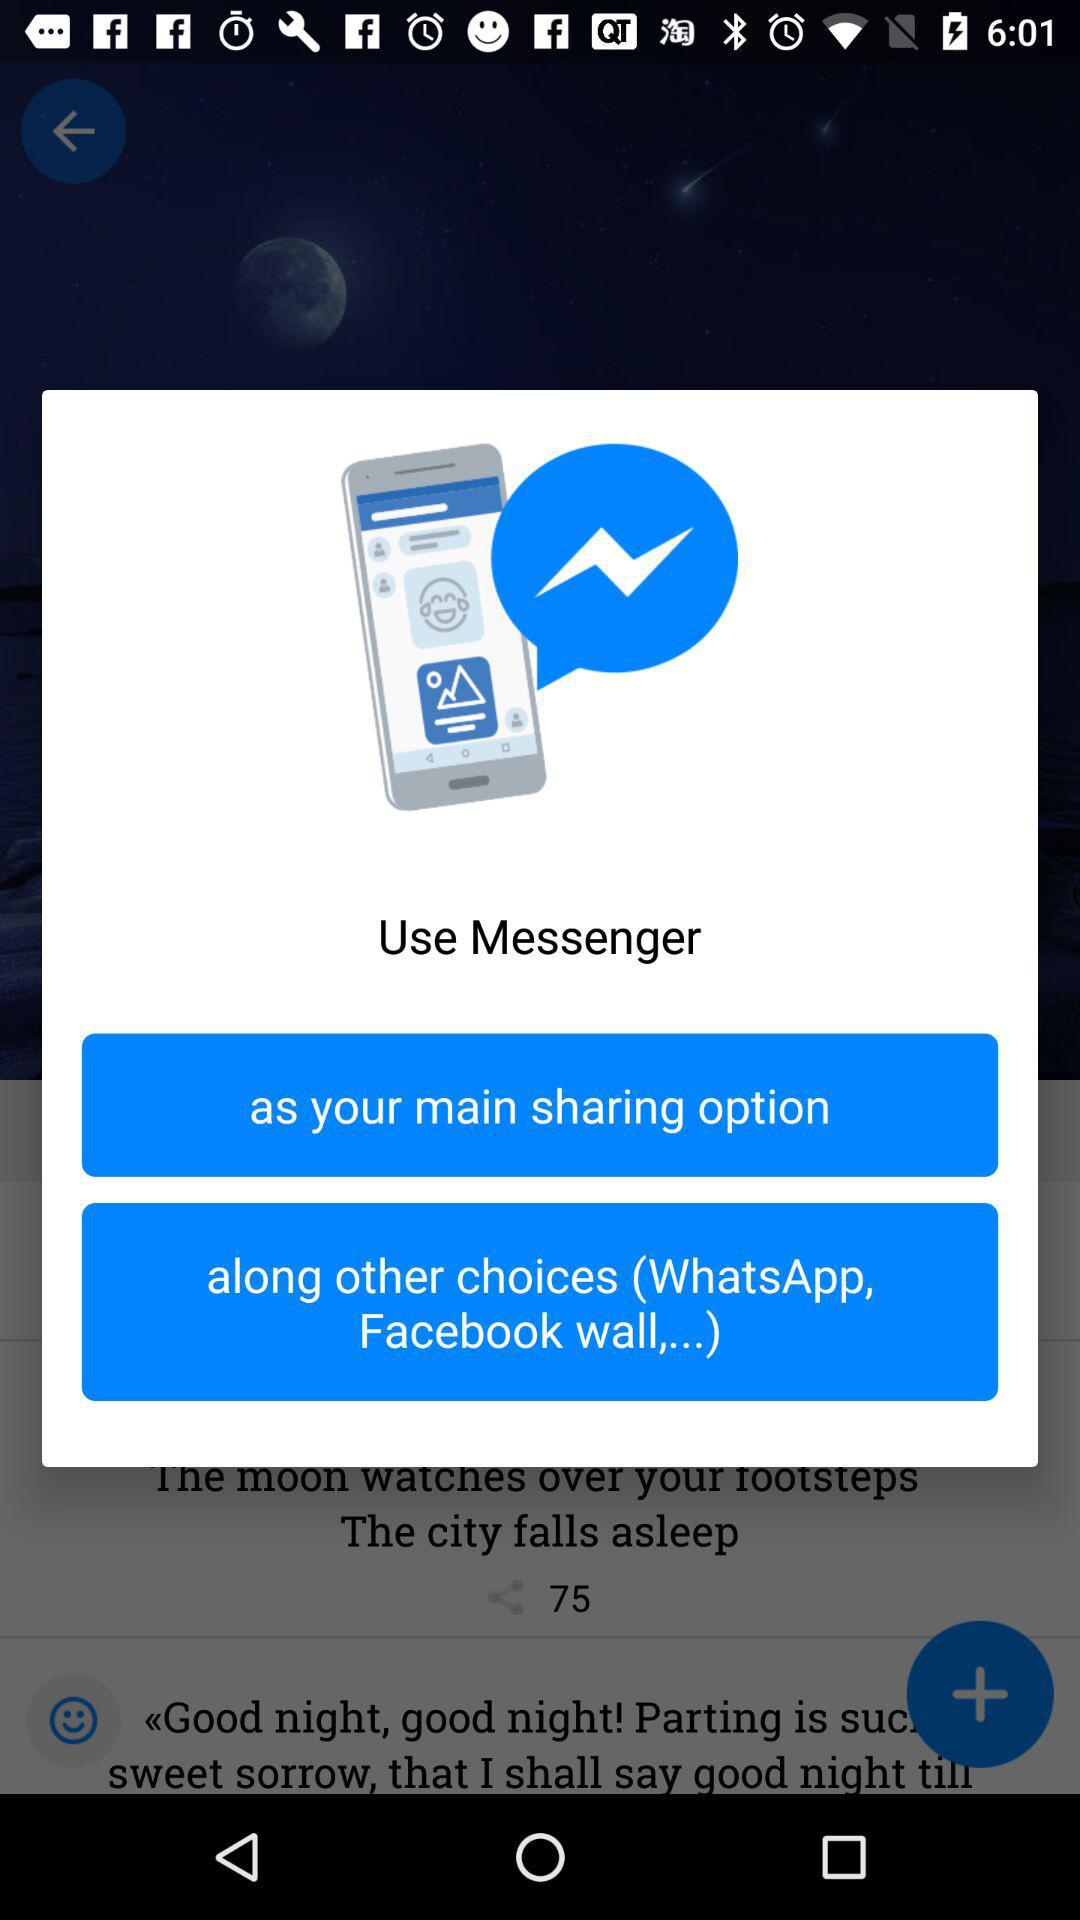 QT 淘 6:01
Use Messenger
as your main sharing option
along other choices (WhatsApp,
Facebook wall,...)
The moon watches over your footsteps
The city falls asleep
75
«Good night, good night! Parting is such
sweet sorrow, that I shall say good night till